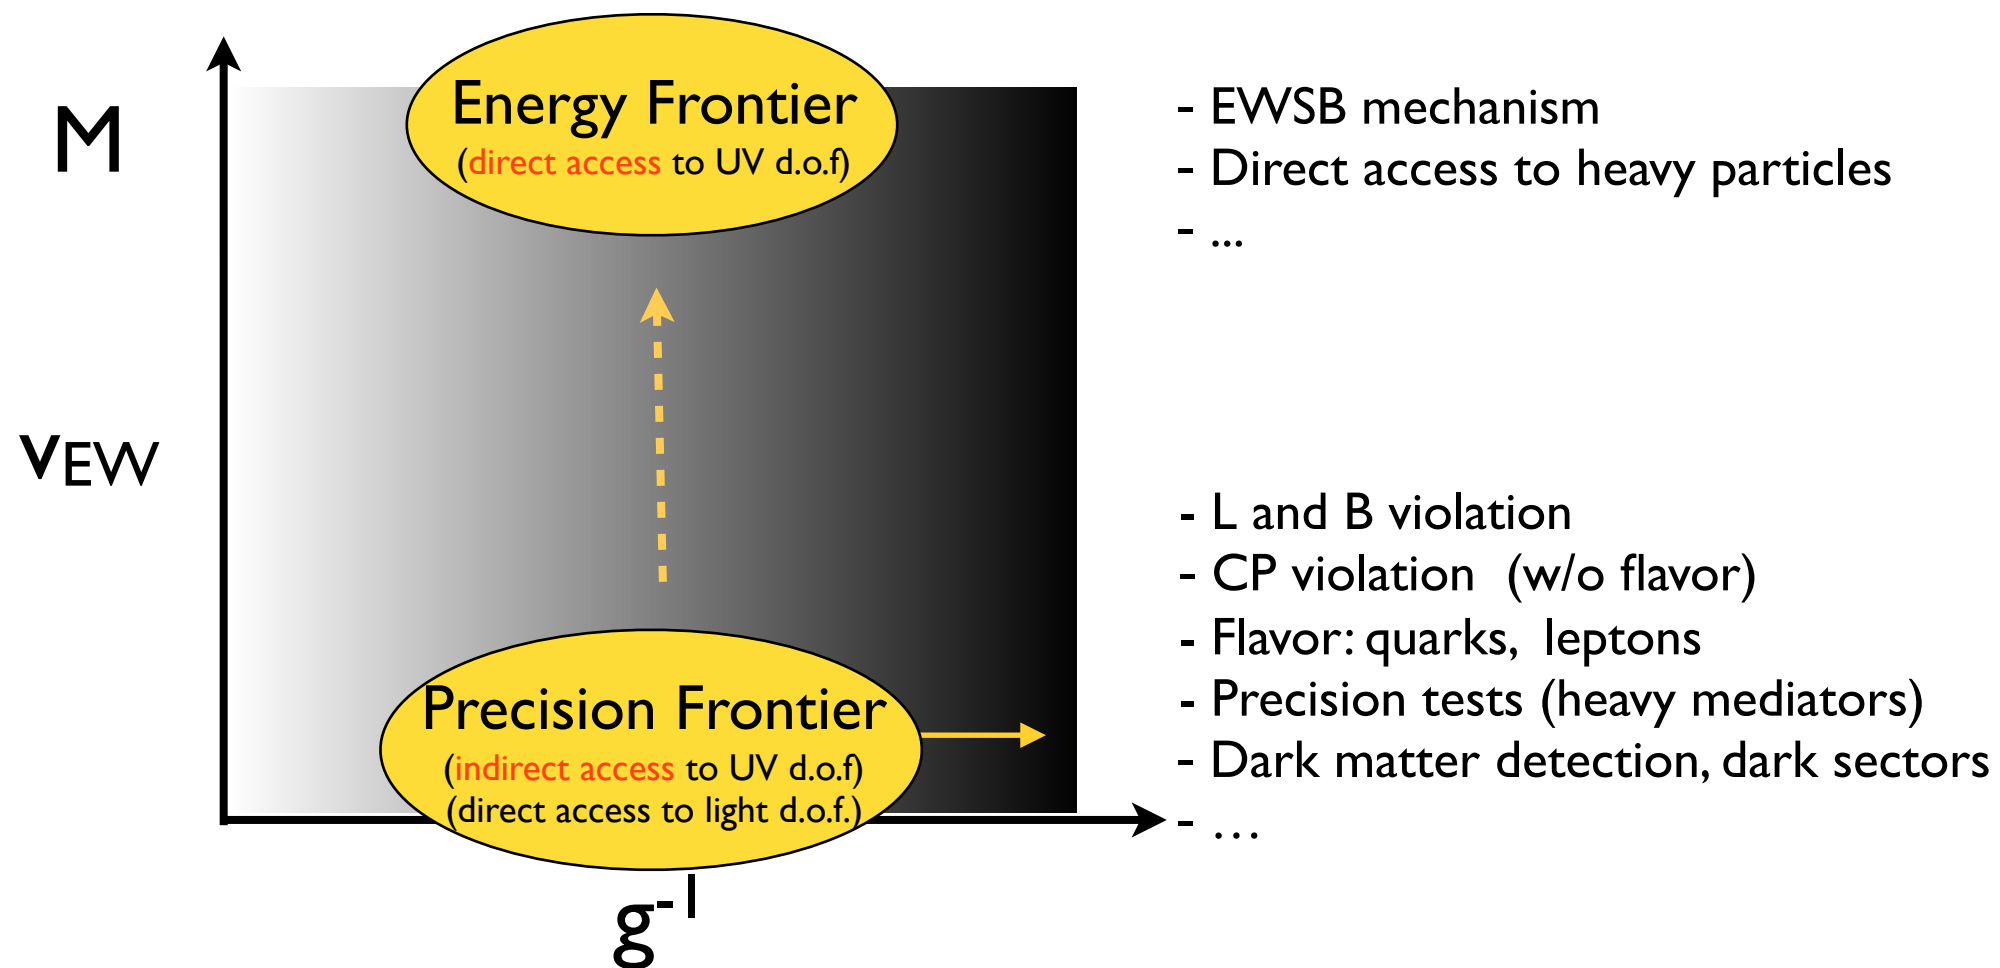 M
Energy Frontier
(direct access to UV d.o.f)
- EWSB mechanism
- Direct access to heavy particles
- ...
vEW
- L and B violation
- CP violation (w/o flavor)
- Flavor: quarks, leptons
- Precision tests (heavy mediators)
- Dark matter detection, dark sectors
- …
Precision Frontier
(indirect access to UV d.o.f)
(direct access to light d.o.f.)
g⁻¹